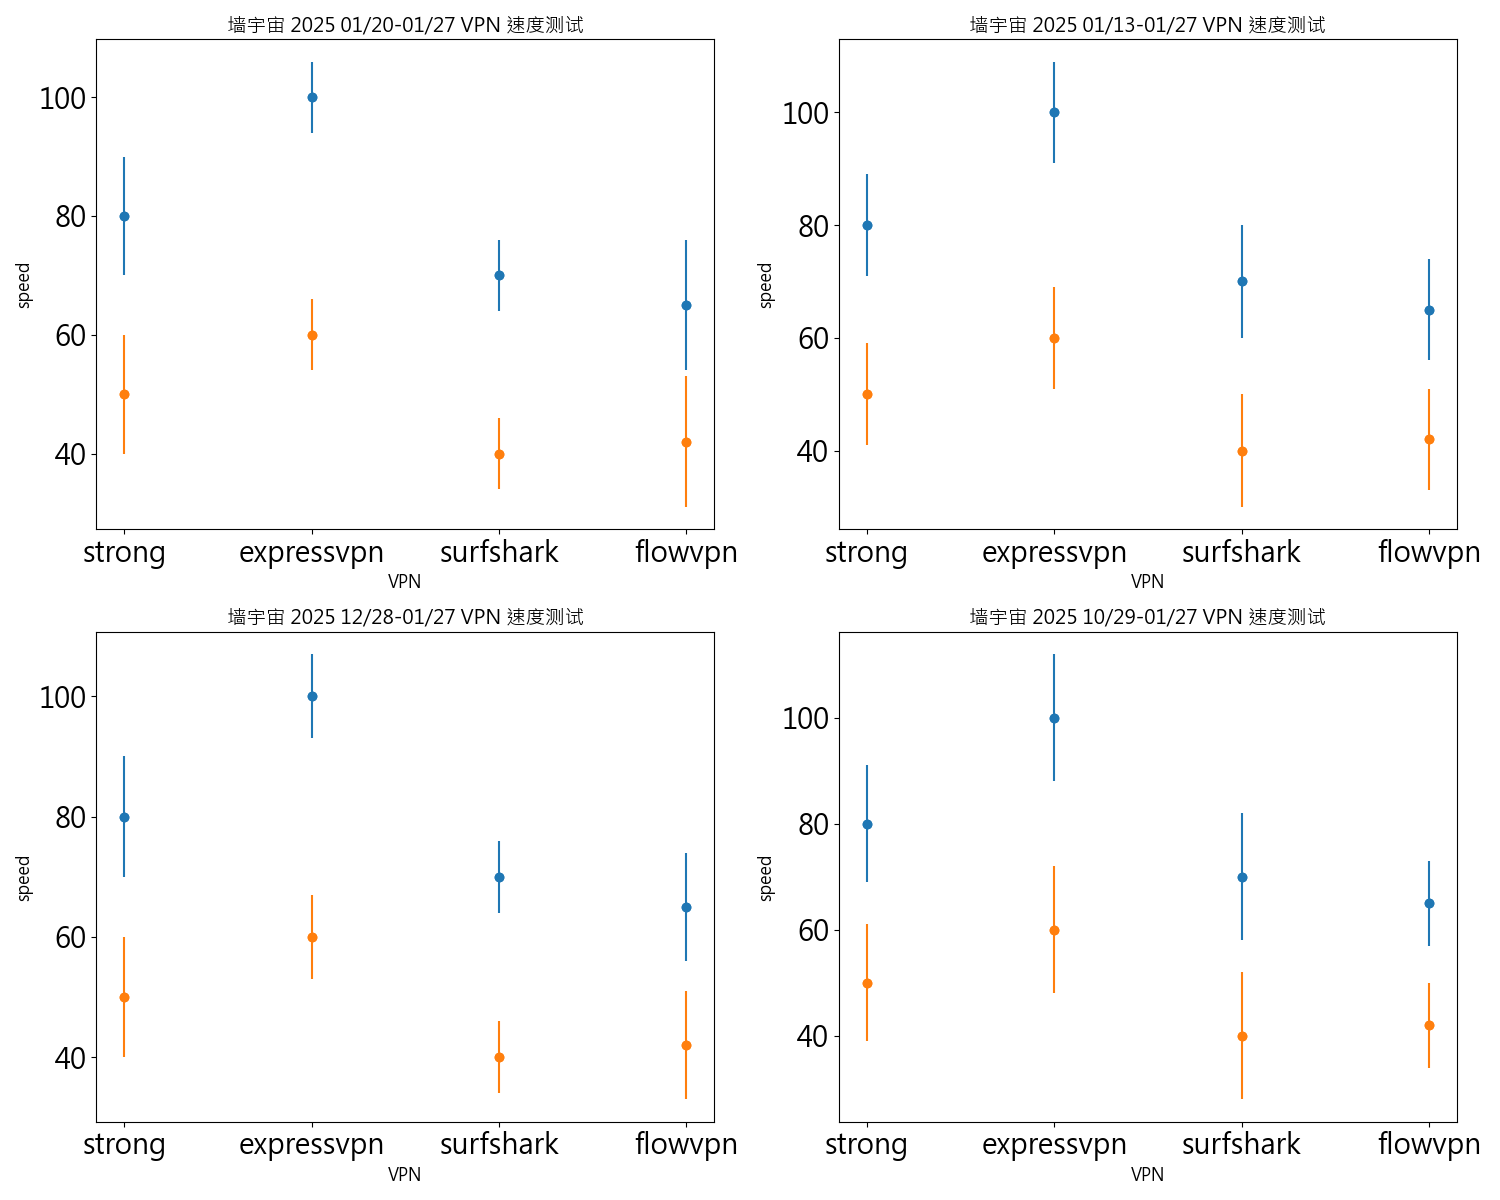 墙宇宙 2025 01/20-01/27 VPN 速度测试
100
80
60
40
speed
strong expressvpn surfshark flowvpn
VPN
墙宇宙 2025 01/13-01/27 VPN 速度测试
100
80
60
40
speed
strong expressvpn surfshark flowvpn
VPN
墙宇宙 2025 12/28-01/27 VPN 速度测试
100
80
60
40
speed
strong expressvpn surfshark flowvpn
VPN
墙宇宙 2025 10/29-01/27 VPN 速度测试
100
80
60
40
speed
strong expressvpn surfshark flowvpn
VPN